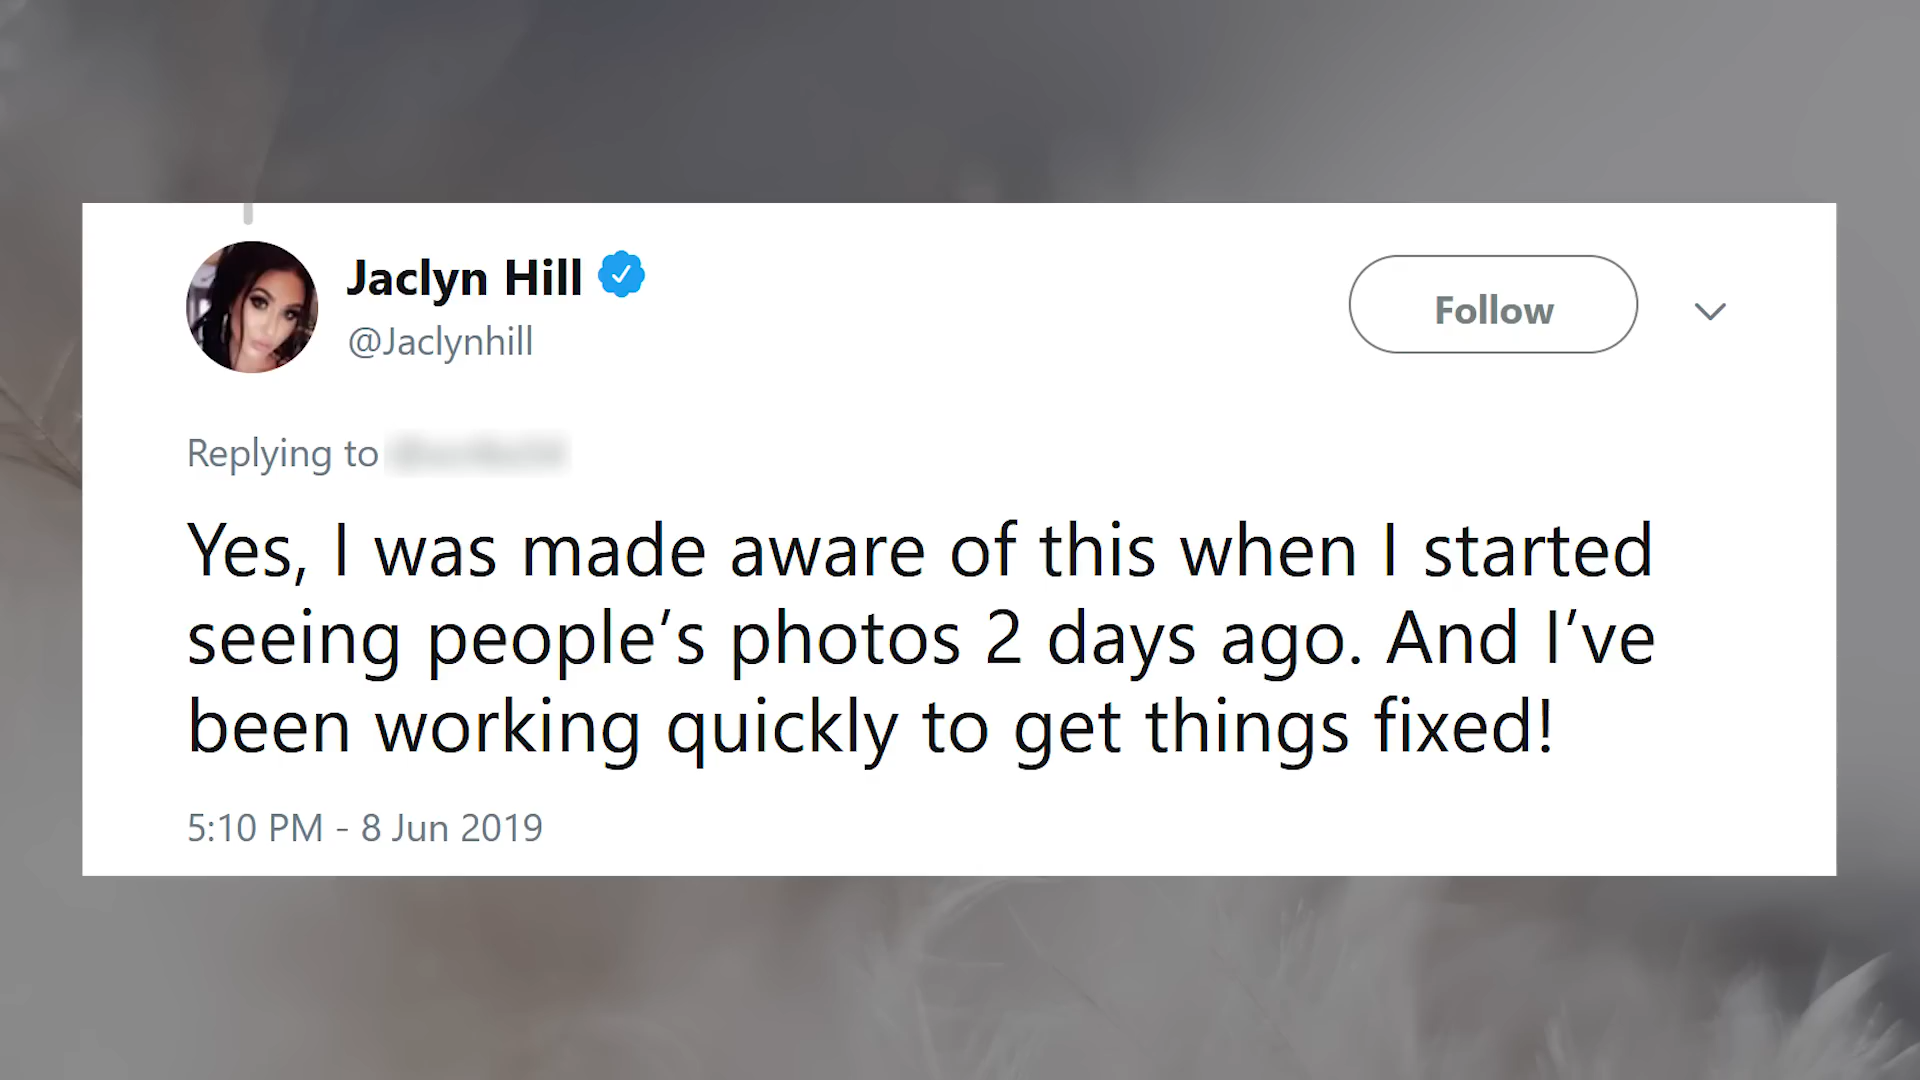 Jaclyn Hill
@Jaclynhill
Follow
Replying to
Yes, I was made aware of this when I started
seeing people’s photos 2 days ago. And I’ve
been working quickly to get things fixed!
5:10 PM - 8 Jun 2019